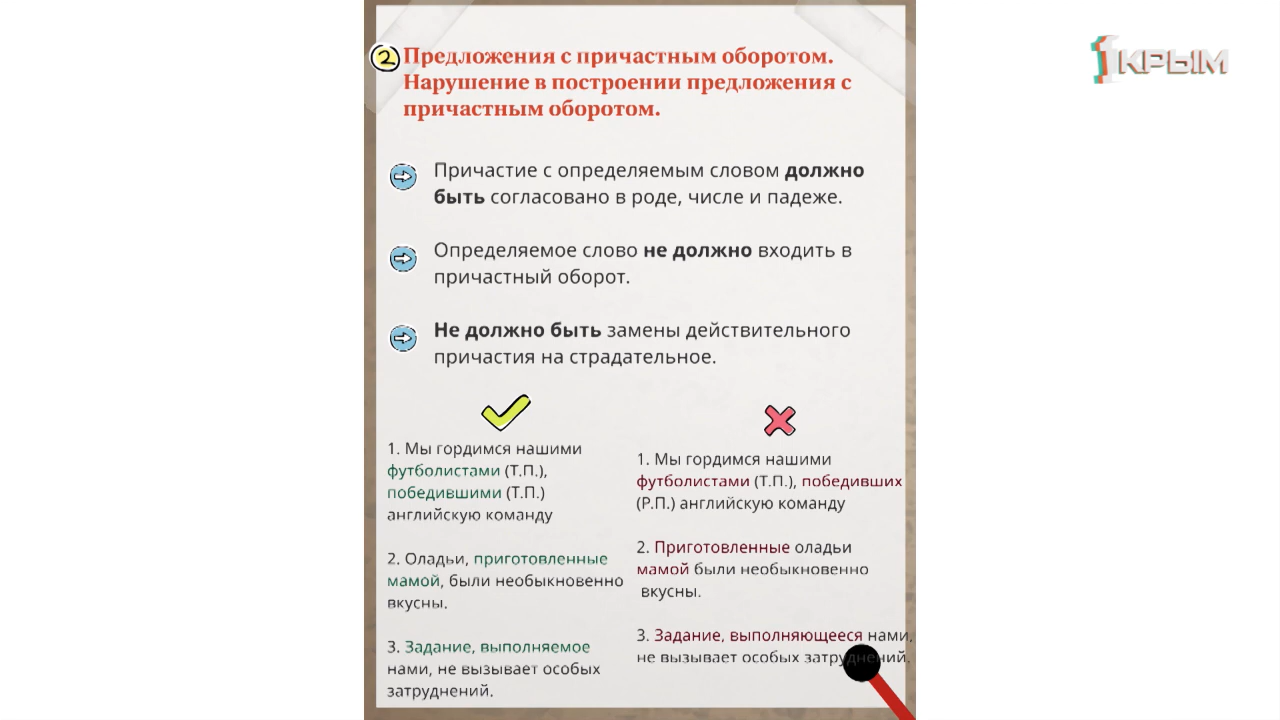 1КРЫМ
2 Предложения с причастным оборотом.
Нарушение в построении предложения с
причастным оборотом.
Причастие с определяемым словом должно
быть согласовано в роде, числе и падеже.
Определяемое слово не должно входить в
причастный оборот.
Не должно быть замены действительного
причастия на страдательное.
1. Мы гордимся нашими
футболистами (Т.П.),
победившими (Т.П.)
английскую команду
2. Оладьи, приготовленные
мамой, были необыкновенно
вкусны.
3. Задание, выполняемое
нами, не вызывает особых
затруднений.
1. Мы гордимся нашими
футболистами (Т.П.), победивших
(Р.П.) английскую команду
2. Приготовленные оладьи
мамой были необыкновенно
вкусны.
3. Задание, выполняющееся нами,
не вызывает особых затруднений.